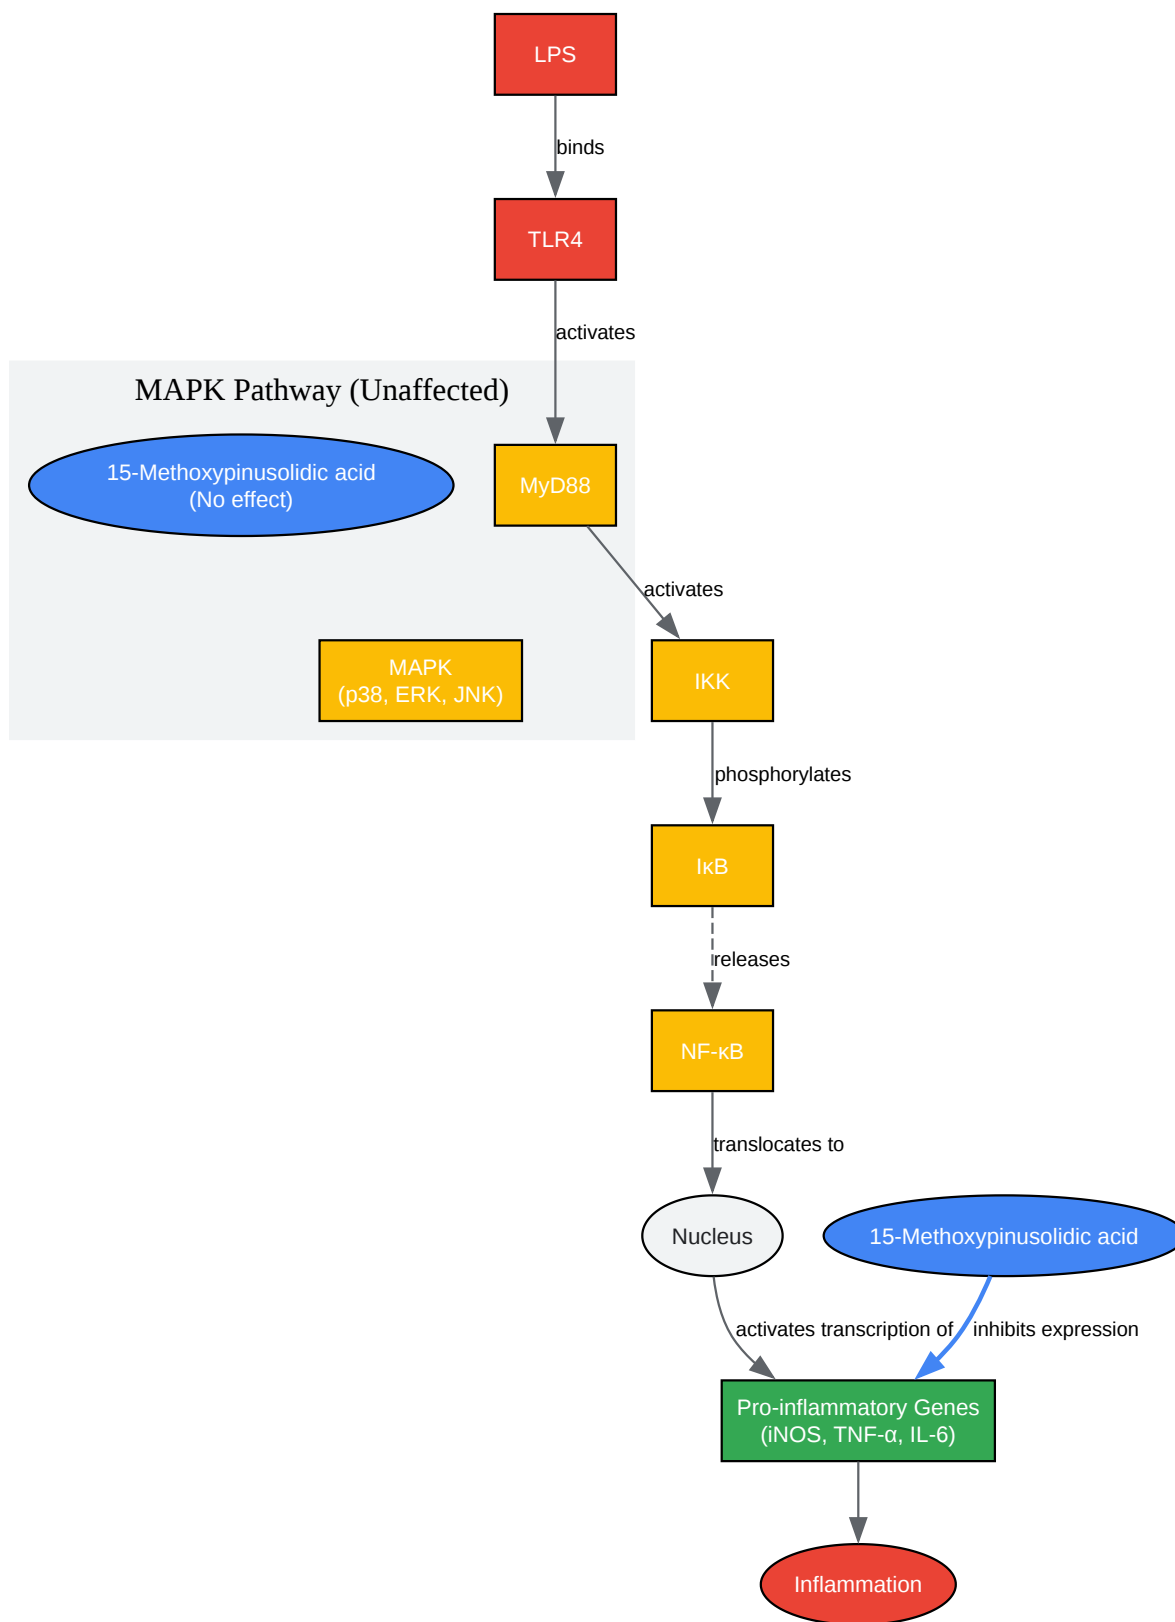 LPS
binds
TLR4
activates
MAPK Pathway (Unaffected)
15-Methoxypinusolidic acid
(No effect)
MyD88
activates
MAPK
(p38, ERK, JNK)
IKK
phosphorylates
IκB
releases
NF-κB
translocates to
Nucleus
15-Methoxypinusolidic acid
activates transcription of
inhibits expression
Pro-inflammatory Genes
(iNOS, TNF-α, IL-6)
Inflammation